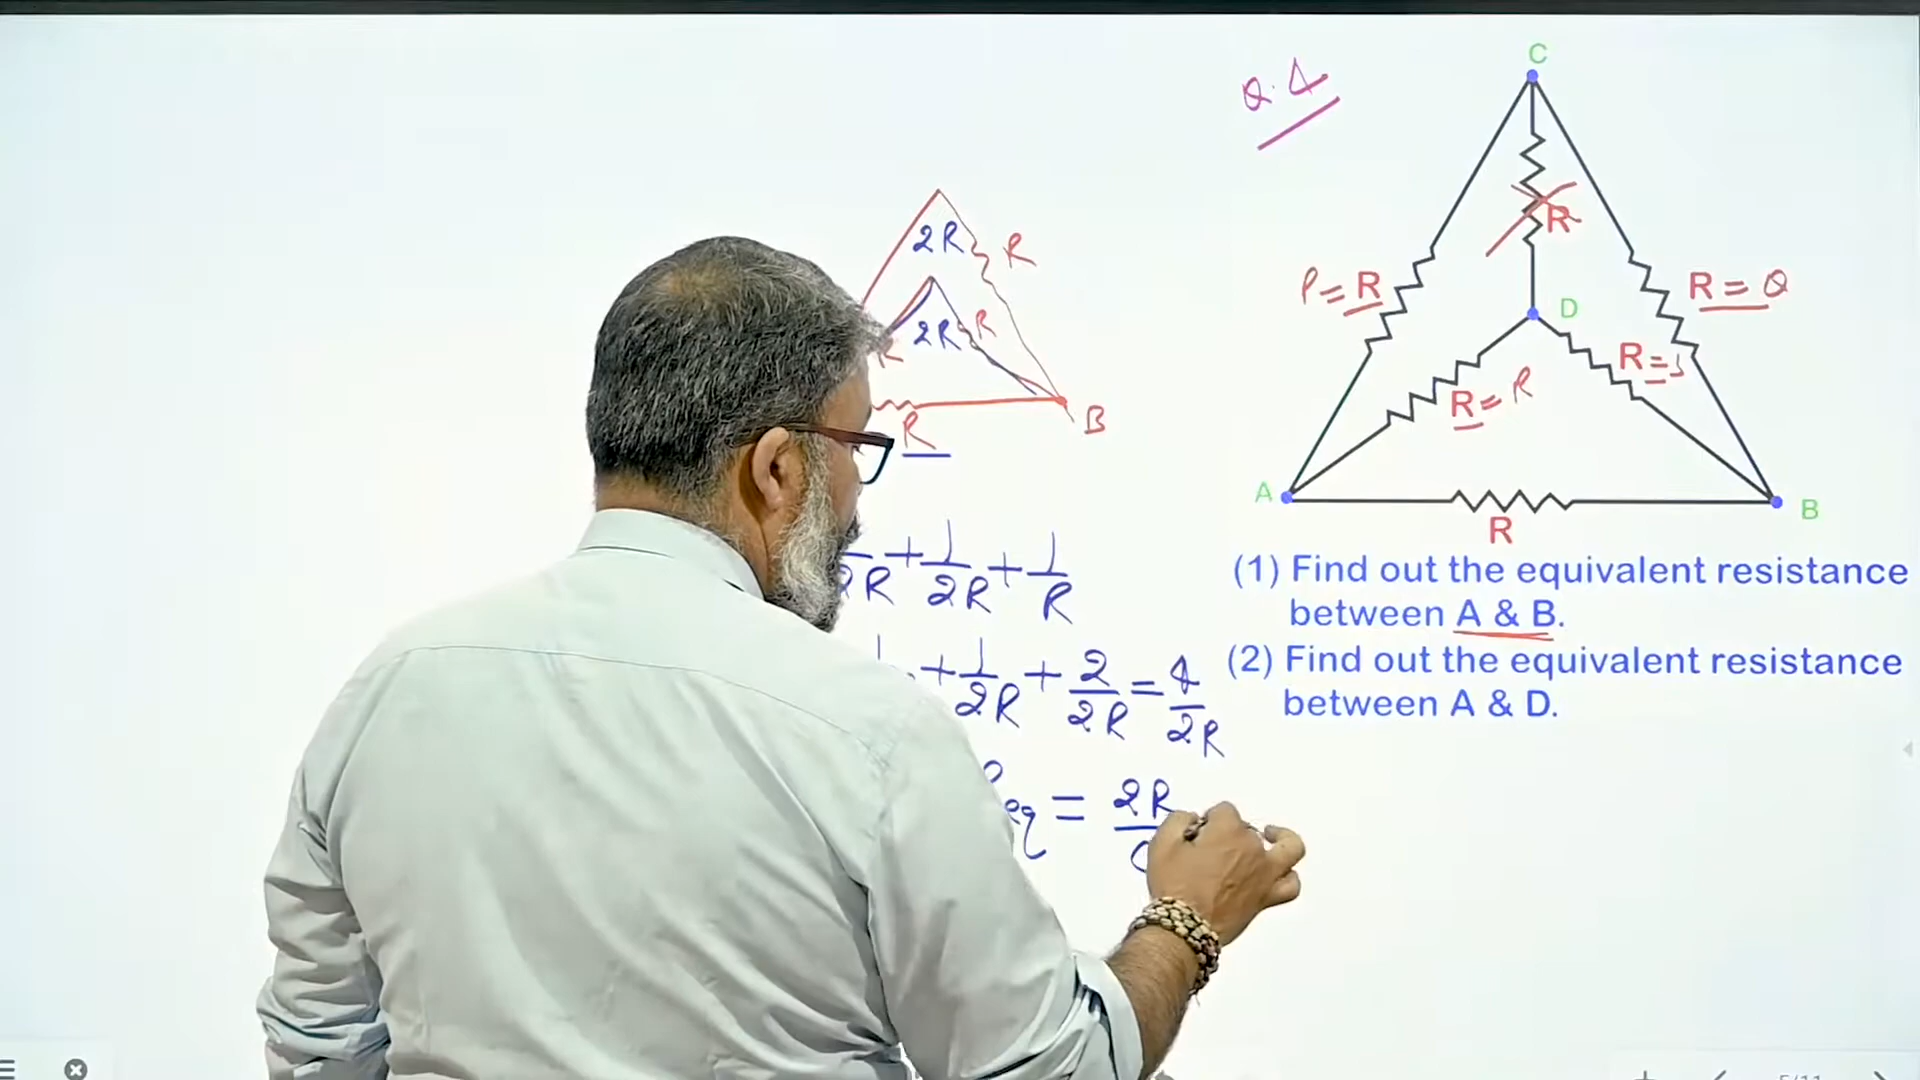 Q.4
C
R
P=R
R=Q
D
R=S
R=R
A
B
R
2R
R
2R
R
R
B
2R + 1/2R + 1/R
+ 1/2R + 2/2R = 4/2R
eq = 2R
(1) Find out the equivalent resistance
between A & B.
(2) Find out the equivalent resistance
between A & D.